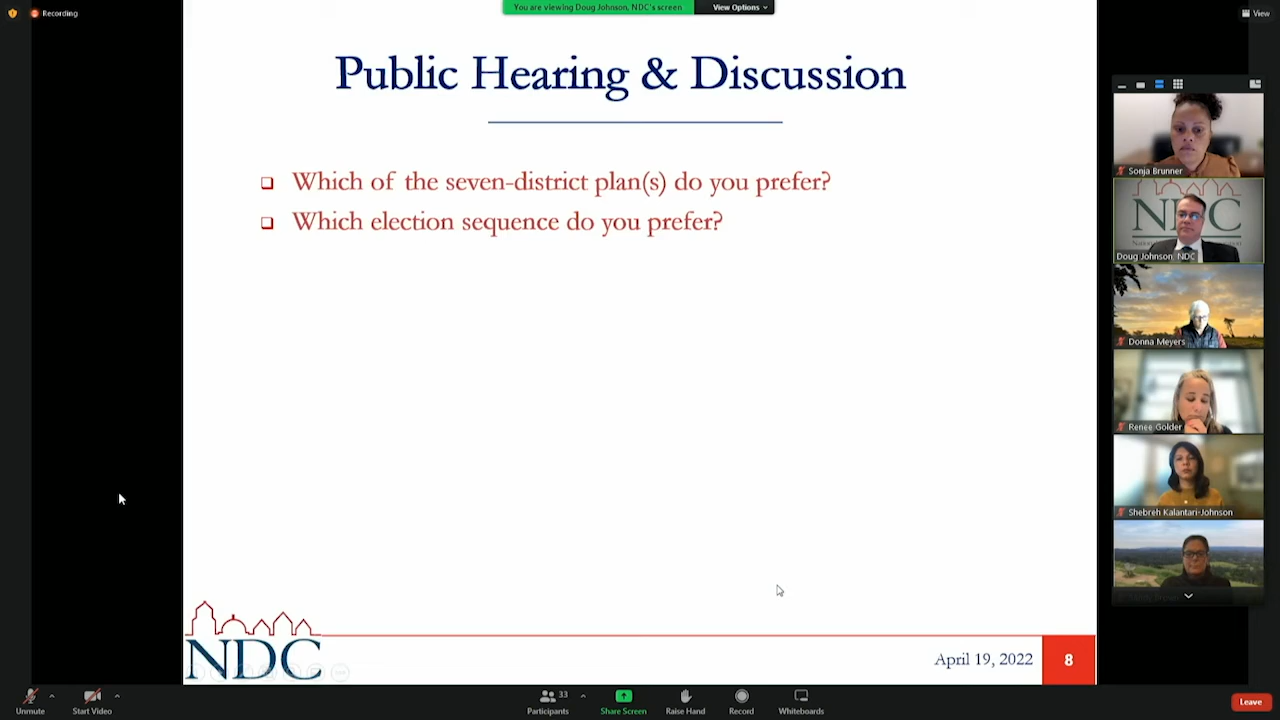 Recording
You are viewing Doug Johnson, NDC's screen
View Options
View
Public Hearing & Discussion
Which of the seven-district plan(s) do you prefer?
Which election sequence do you prefer?
Sonja Brunner
NDC
Doug Johnson, NDC
Donna Meyers
Renee Golder
Shebreh Kalantari-Johnson
NDC
April 19, 2022
8
Unmute
Start Video
33
Participants
Share Screen
Raise Hand
Record
Whiteboards
Leave